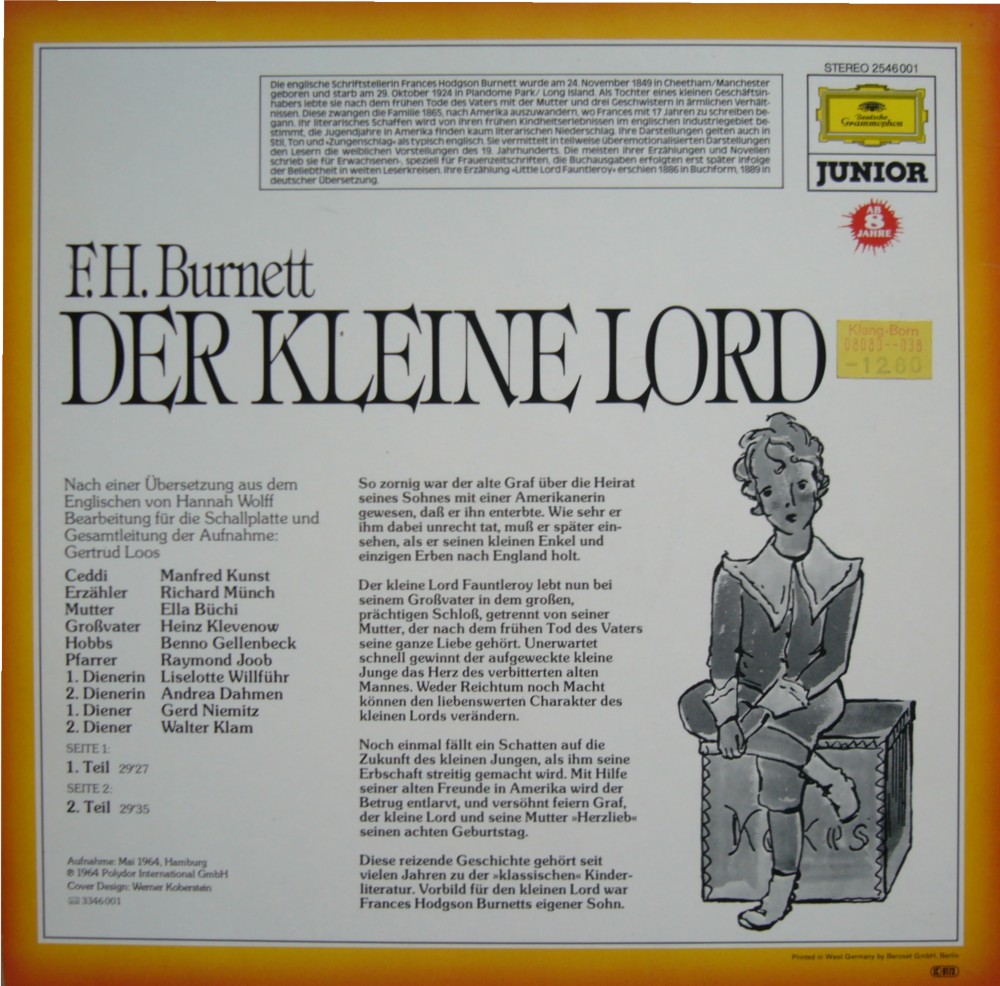 STEREO 2546 001
Die englische Schriftstellerin Frances Hodgson Burnett wurde am 24. November 1849 in Cheetham/Manchester
geboren und starb am 29. Oktober 1924 in Plandome Park/ Long Island. Als Tochter eines kleinen Geschäftsin-
habers lebte sie nach dem frühen Tode des Vaters mit der Mutter und drei Geschwistern in ärmlichen Verhält-
nissen. Diese zwangen die Familie 1865, nach Amerika auszuwandern, wo Frances mit 17 Jahren zu schreiben be-
gann. Ihr literarisches Schaffen wird von ihren frühen Kindheitserlebnissen im englischen Industriegebiet be-
stimmt, die Jugendjahre in Amerika finden kaum literarischen Niederschlag. Ihre Darstellungen gelten auch in
Stil, Ton und »Zungenschlag« als typisch englisch. Sie vermittelt in teilweise überemotionalisierten Darstellungen
den Lesern die weiblichen Vorstellungen des 19. Jahrhunderts. Die meisten ihrer Erzählungen und Novellen
schrieb sie für Erwachsenen-, speziell für Frauenzeitschriften, die Buchausgaben erfolgten erst später infolge
der Beliebtheit in weiten Leserkreisen. Ihre Erzählung »Little Lord Fauntleroy« erschien 1886 in Buchform, 1889 in
deutscher Übersetzung.
Deutsche
Grammophon
JUNIOR
AB
8
JAHRE
F.H. Burnett
DER KLEINE LORD
Klang-Born
08080--038
-1260
Nach einer Übersetzung aus dem
Englischen von Hannah Wolff
Bearbeitung für die Schallplatte und
Gesamtleitung der Aufnahme:
Gertrud Loos
Ceddi Manfred Kunst
Erzähler Richard Münch
Mutter Ella Büchi
Großvater Heinz Klevenow
Hobbs Benno Gellenbeck
Pfarrer Raymond Joob
1. Dienerin Liselotte Willführ
2. Dienerin Andrea Dahmen
1. Diener Gerd Niemitz
2. Diener Walter Klam
SEITE 1:
1. Teil 29'27
SEITE 2:
2. Teil 29'35
Aufnahme: Mai 1964, Hamburg
℗ 1964 Polydor International GmbH
Cover Design: Werner Koberstein
3346 001
So zornig war der alte Graf über die Heirat
seines Sohnes mit einer Amerikanerin
gewesen, daß er ihn enterbte. Wie sehr er
ihm dabei unrecht tat, muß er später ein-
sehen, als er seinen kleinen Enkel und
einzigen Erben nach England holt.
Der kleine Lord Fauntleroy lebt nun bei
seinem Großvater in dem großen,
prächtigen Schloß, getrennt von seiner
Mutter, der nach dem frühen Tod des Vaters
seine ganze Liebe gehört. Unerwartet
schnell gewinnt der aufgeweckte kleine
Junge das Herz des verbitterten alten
Mannes. Weder Reichtum noch Macht
können den liebenswerten Charakter des
kleinen Lords verändern.
Noch einmal fällt ein Schatten auf die
Zukunft des kleinen Jungen, als ihm seine
Erbschaft streitig gemacht wird. Mit Hilfe
seiner alten Freunde in Amerika wird der
Betrug entlarvt, und versöhnt feiern Graf,
der kleine Lord und seine Mutter »Herzlieb«
seinen achten Geburtstag.
Diese reizende Geschichte gehört seit
vielen Jahren zu der »klassischen« Kinder-
literatur. Vorbild für den kleinen Lord war
Frances Hodgson Burnetts eigener Sohn.
Printed in West Germany by Beroset GmbH, Berlin